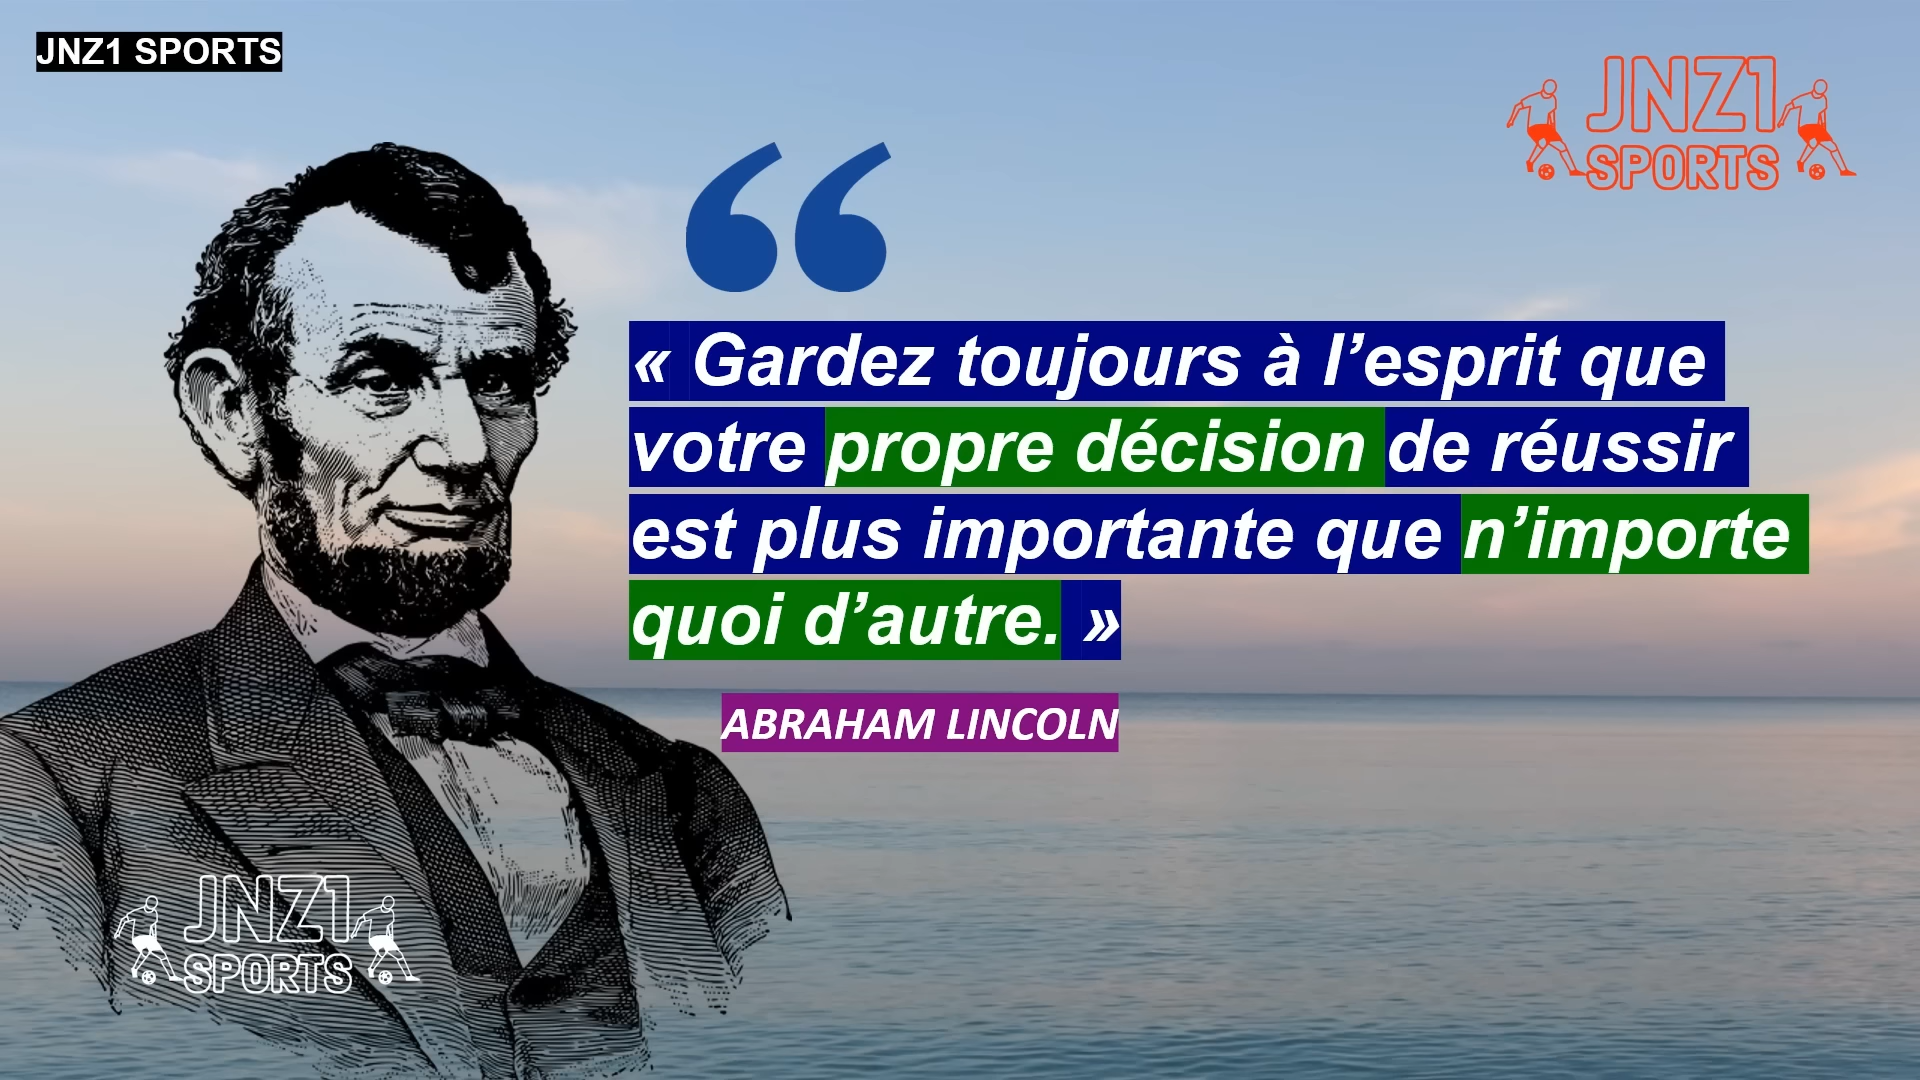 JNZ1 SPORTS
JNZ1
SPORTS
« Gardez toujours à l’esprit que
votre propre décision de réussir
est plus importante que n’importe
quoi d’autre. »
ABRAHAM LINCOLN
JNZ1
SPORTS